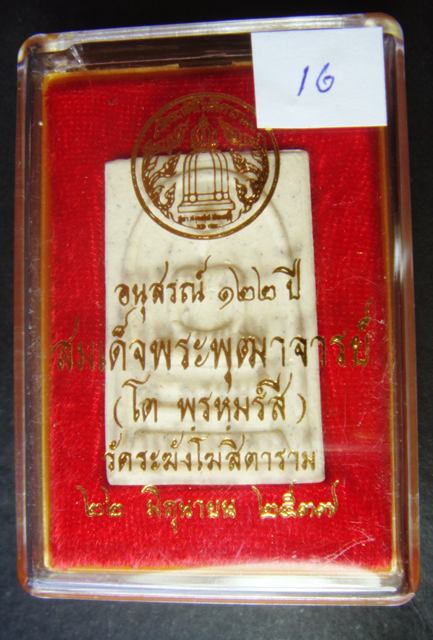 16
อนุสรณ์ ๑๒๒ ปี
สมเด็จพระพุฒาจารย์
(โต พฺรหฺมรํสี)
วัดระฆังโฆสิตาราม
๒๒ มิถุนายน ๒๕๓๗